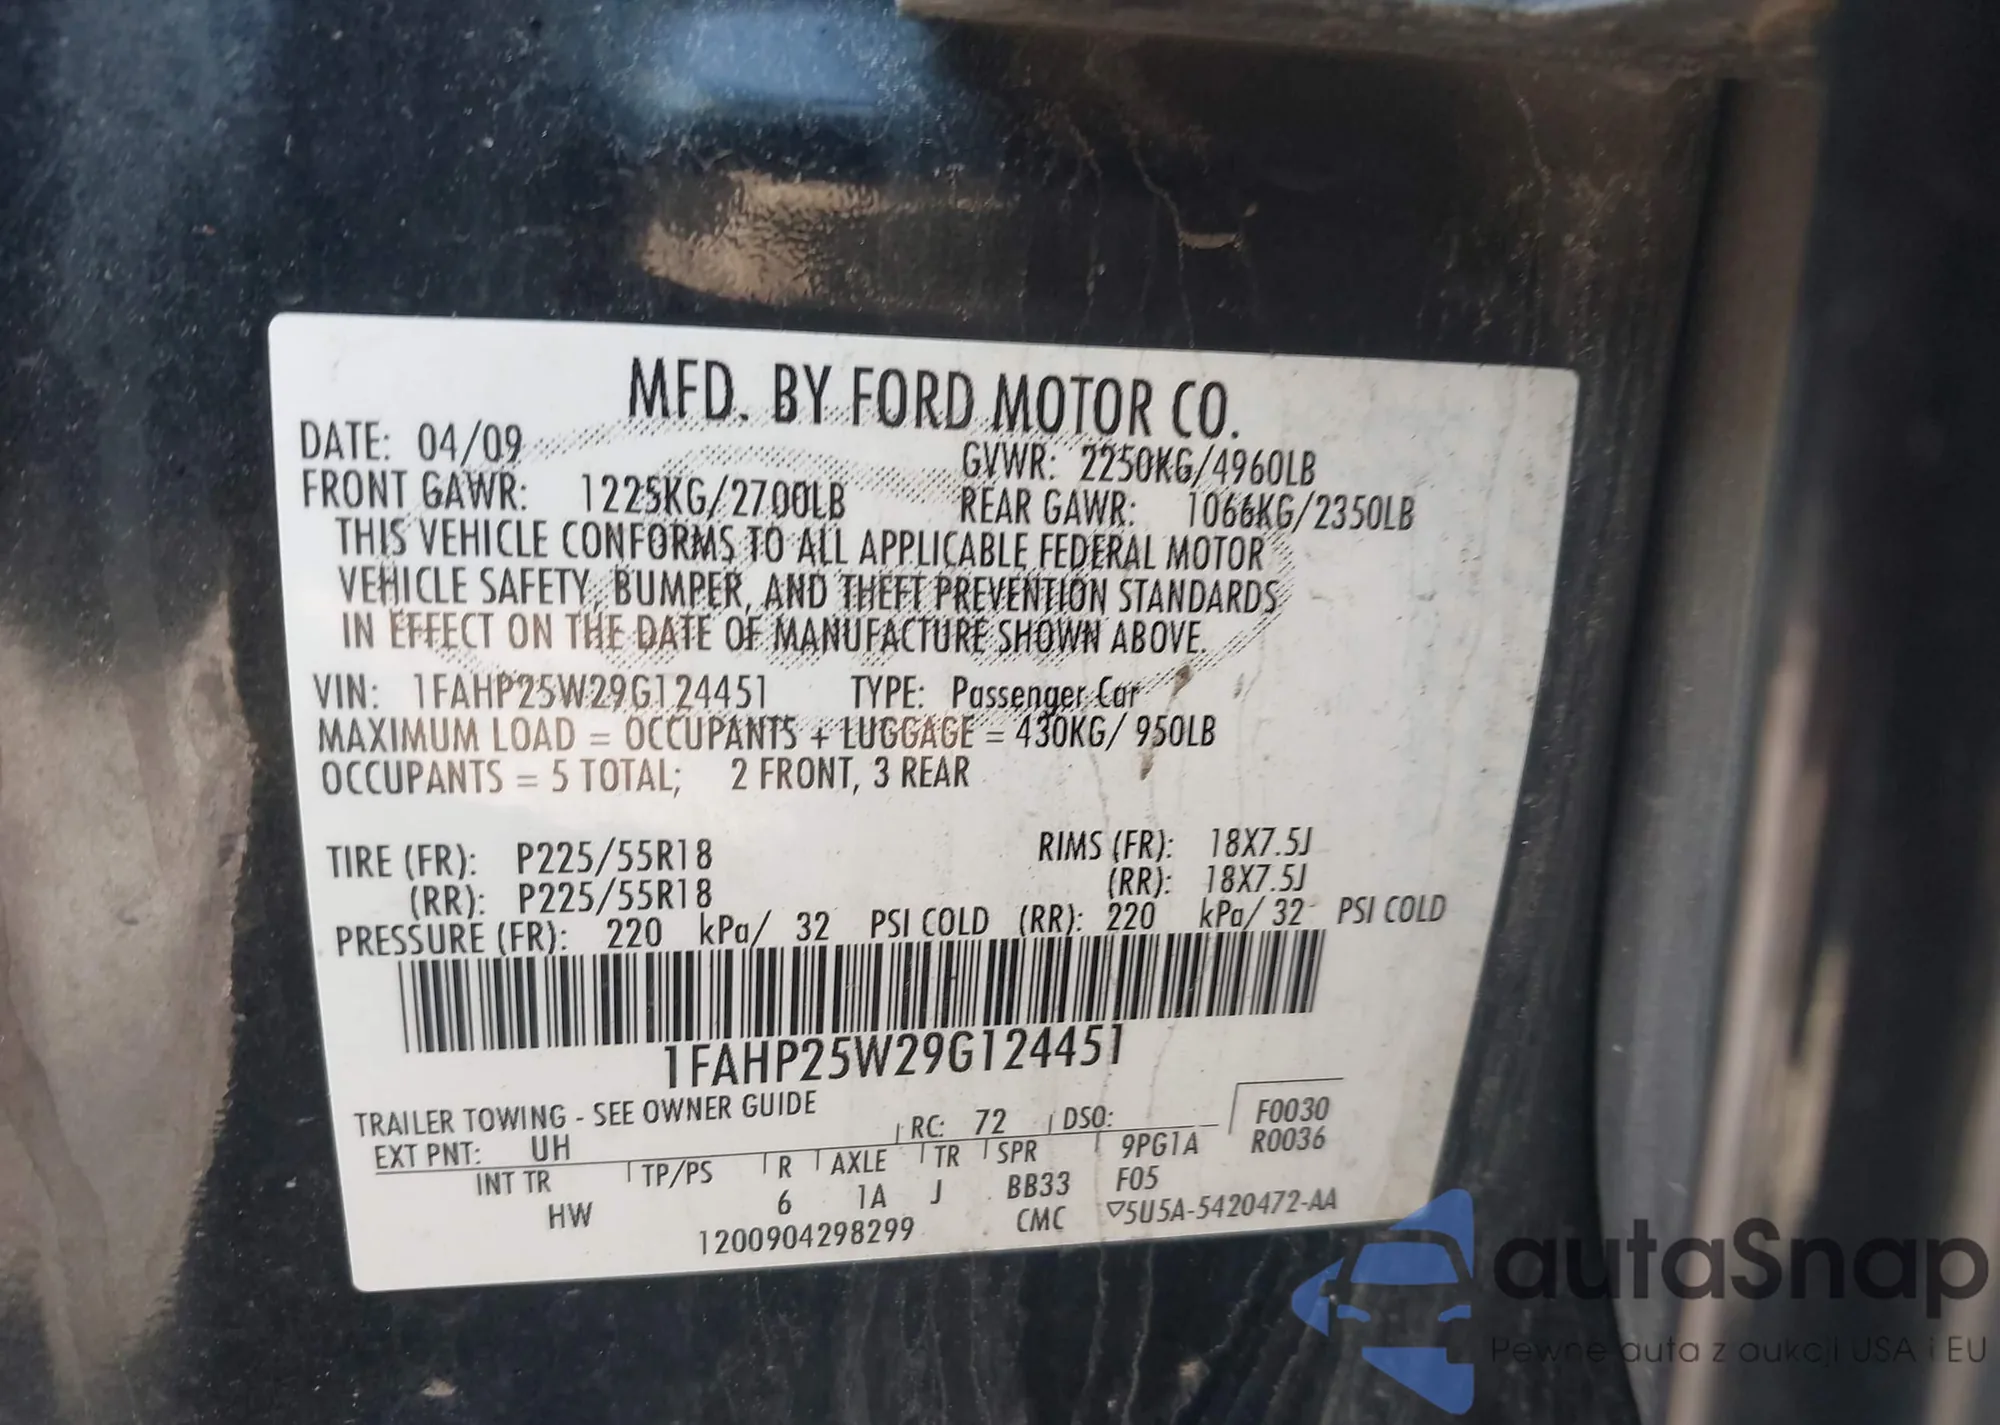 MFD. BY FORD MOTOR CO.
DATE: 04/09
GVWR: 2250KG/4960LB
FRONT GAWR: 1225KG/2700LB
REAR GAWR: 1066KG/2350LB
THIS VEHICLE CONFORMS TO ALL APPLICABLE FEDERAL MOTOR
VEHICLE SAFETY, BUMPER, AND THEFT PREVENTION STANDARDS
IN EFFECT ON THE DATE OF MANUFACTURE SHOWN ABOVE.
VIN: 1FAHP25W29G124451 TYPE: Passenger Car
MAXIMUM LOAD = OCCUPANTS + LUGGAGE = 430KG/ 950LB
OCCUPANTS = 5 TOTAL; 2 FRONT, 3 REAR
TIRE (FR): P225/55R18 RIMS (FR): 18X7.5J
(RR): P225/55R18 (RR): 18X7.5J
PRESSURE (FR): 220 kPa/ 32 PSI COLD (RR): 220 kPa/ 32 PSI COLD
1FAHP25W29G124451
TRAILER TOWING - SEE OWNER GUIDE
EXT PNT: UH RC: 72 DSO: F0030
INT TR TP/PS R AXLE TR SPR 9PG1A R0036
HW 6 1A J BB33 F05
1200904298299 CMC ▽5U5A-5420472-AA
autaSnap
Pewne auta z aukcji USA i EU